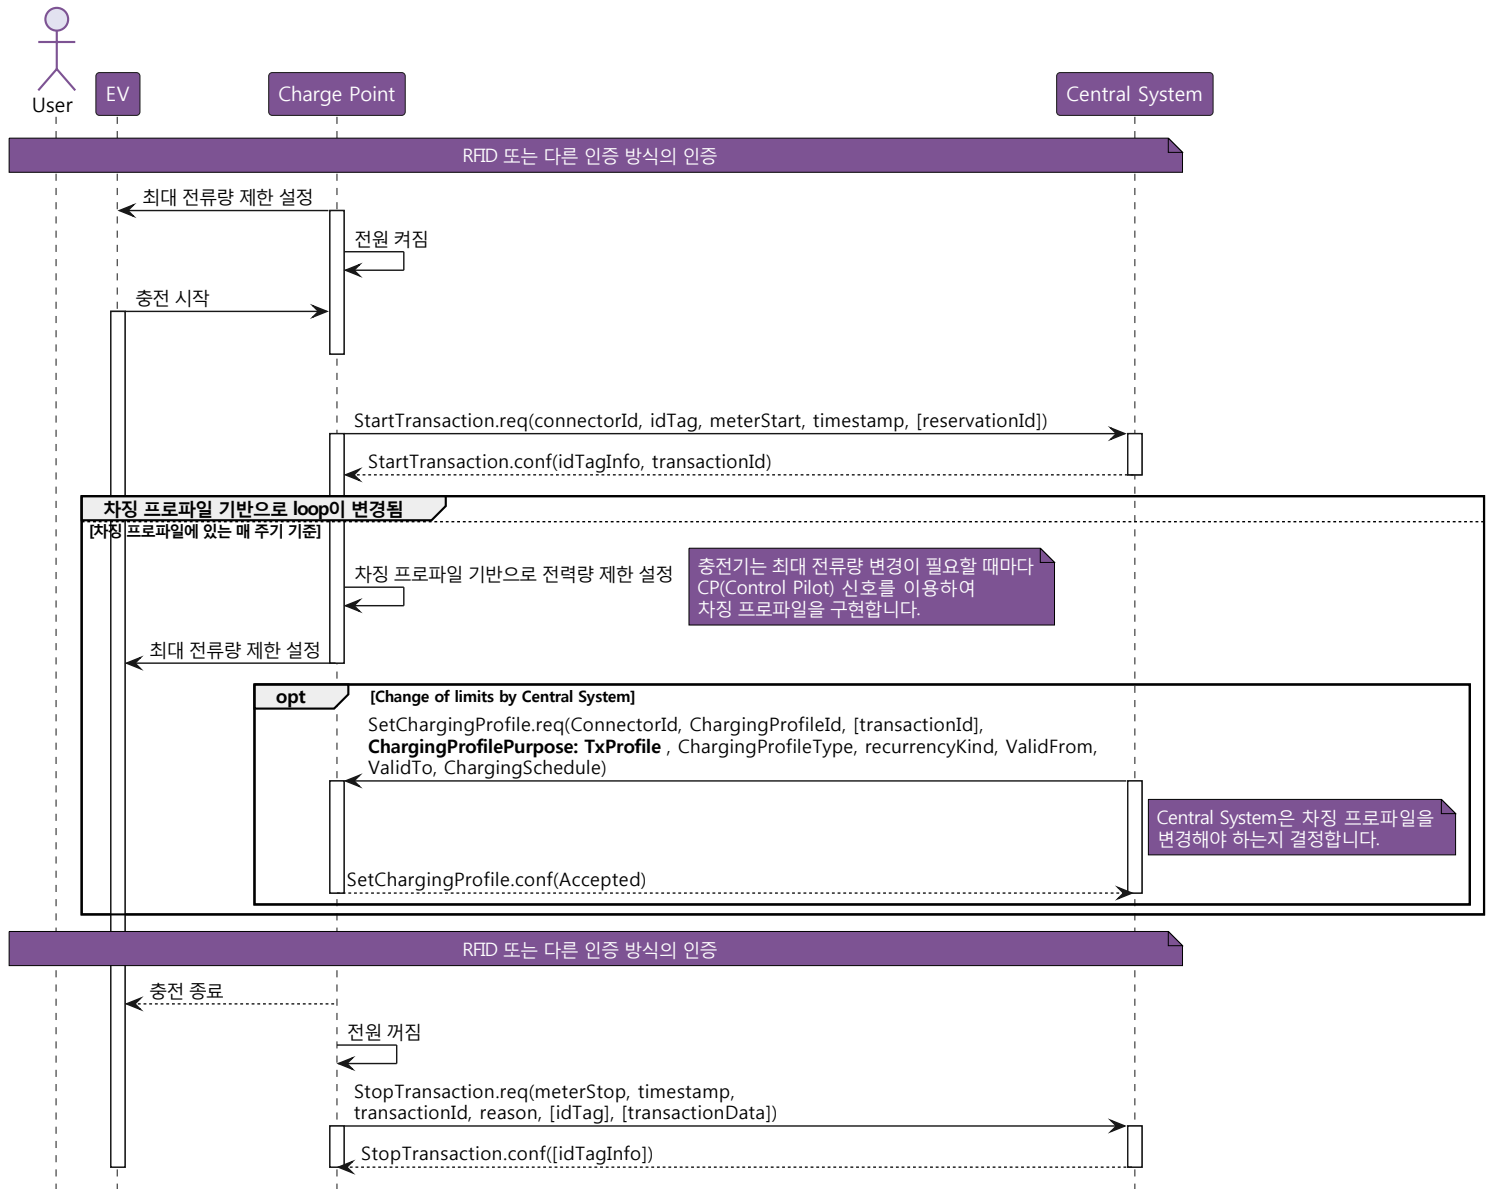 User
EV
Charge Point
Central System
RFID 또는 다른 인증 방식의 인증
최대 전류량 제한 설정
전원 켜짐
충전 시작
StartTransaction.req(connectorId, idTag, meterStart, timestamp, [reservationId])
StartTransaction.conf(idTagInfo, transactionId)
차징 프로파일 기반으로 loop이 변경됨
[차징 프로파일에 있는 매 주기 기준]
차징 프로파일 기반으로 전력량 제한 설정
충전기는 최대 전류량 변경이 필요할 때마다
CP(Control Pilot) 신호를 이용하여
차징 프로파일을 구현합니다.
최대 전류량 제한 설정
opt
[Change of limits by Central System]
SetChargingProfile.req(ConnectorId, ChargingProfileId, [transactionId],
ChargingProfilePurpose: TxProfile , ChargingProfileType, recurrencyKind, ValidFrom,
ValidTo, ChargingSchedule)
Central System은 차징 프로파일을
변경해야 하는지 결정합니다.
SetChargingProfile.conf(Accepted)
RFID 또는 다른 인증 방식의 인증
충전 종료
전원 꺼짐
StopTransaction.req(meterStop, timestamp,
transactionId, reason, [idTag], [transactionData])
StopTransaction.conf([idTagInfo])